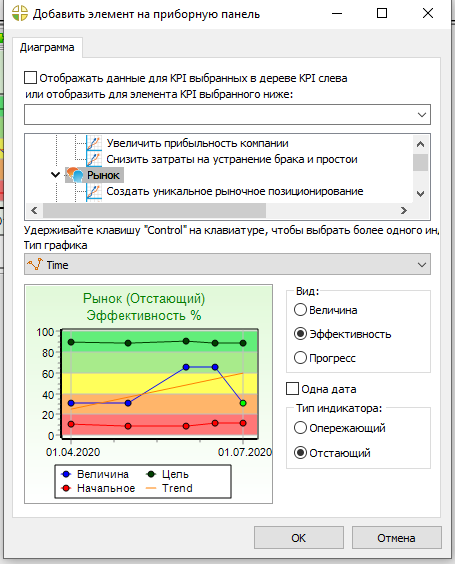 Добавить элемент на приборную панель
Диаграмма
Отображать данные для KPI выбранных в дереве KPI слева
или отобразить для элемента KPI выбранного ниже:
Увеличить прибыльность компании
Снизить затраты на устранение брака и простои
Рынок
Создать уникальное рыночное позиционирование
Удерживайте клавишу "Control" на клавиатуре, чтобы выбрать более одного ин
Тип графика
Time
Рынок (Отстающий)
Эффективность %
100
80
60
40
20
0
01.04.2020 01.07.2020
Величина Цель
Начальное Trend
Вид:
Величина
Эффективность
Прогресс
Одна дата
Тип индикатора:
Опережающий
Отстающий
OK Отмена